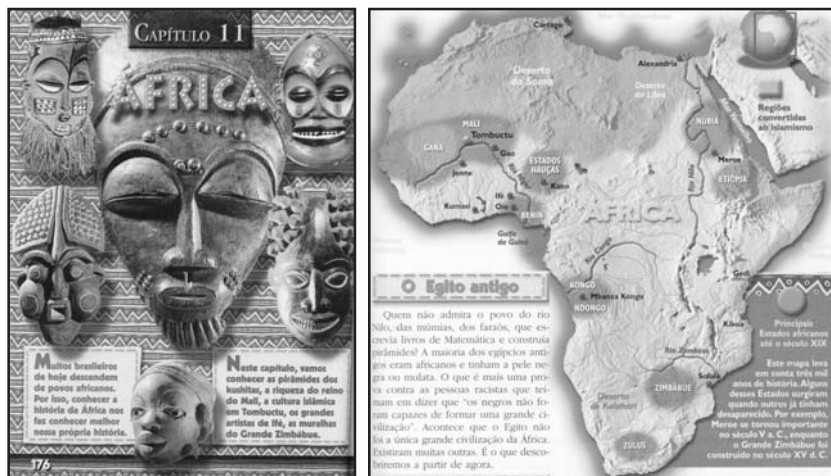 CAPÍTULO 11
ÁFRICA
Muitos brasileiros
de hoje descendem
de povos africanos.
Por isso, conhecer a
história da África nos
faz conhecer melhor
nossa própria história.
Neste capítulo, vamos
conhecer as pirâmides dos
kushitas, a riqueza do reino
do Mali, a cultura islâmica
em Tombuctu, os grandes
artistas de Ifé, as muralhas
do Grande Zimbábue.
176
Cartago
Alexandria
Deserto
do Saara
Deserto
da Líbia
Mar Vermelho
Regiões
convertidas
ao islamismo
NÚBIA
MALI
Tombuctu
GANA
Gao
Meroe
ESTADOS
HAUÇAS
Jenne
Kano
ETIÓPIA
Rio Nilo
Ifé
Oio
Kumasi
BENIN
ÁFRICA
Golfo
da Guiné
Rio Congo
Gedi
KONGO
Mbanza Kongo
NDONGO
Kilwa
Rio Zambeze
Sofala
ZIMBÁBUE
Deserto
de Kalahari
ZULUS
Egito antigo
Quem não admira o povo do rio
Nilo, das múmias, dos faraós, que es-
crevia livros de Matemática e construía
pirâmides? A maioria dos egípcios anti-
gos eram africanos e tinham a pele ne-
gra ou mulata. O que é mais uma pro-
va contra as pessoas racistas que tei-
mam em dizer que "os negros não fo-
ram capazes de formar uma grande ci-
vilização". Acontece que o Egito não
foi a única grande civilização da África.
Existiram muitas outras. É o que desco-
briremos a partir de agora.
Principais
Estados africanos
até o século XIX
Este mapa leva
em conta três mil
anos de história. Alguns
desses Estados surgiram
quando outros já tinham
desaparecido. Por exemplo,
Meroe se tornou importante
no século V a. C., enquanto
o Grande Zimbábue foi
construído no século XV d. C.